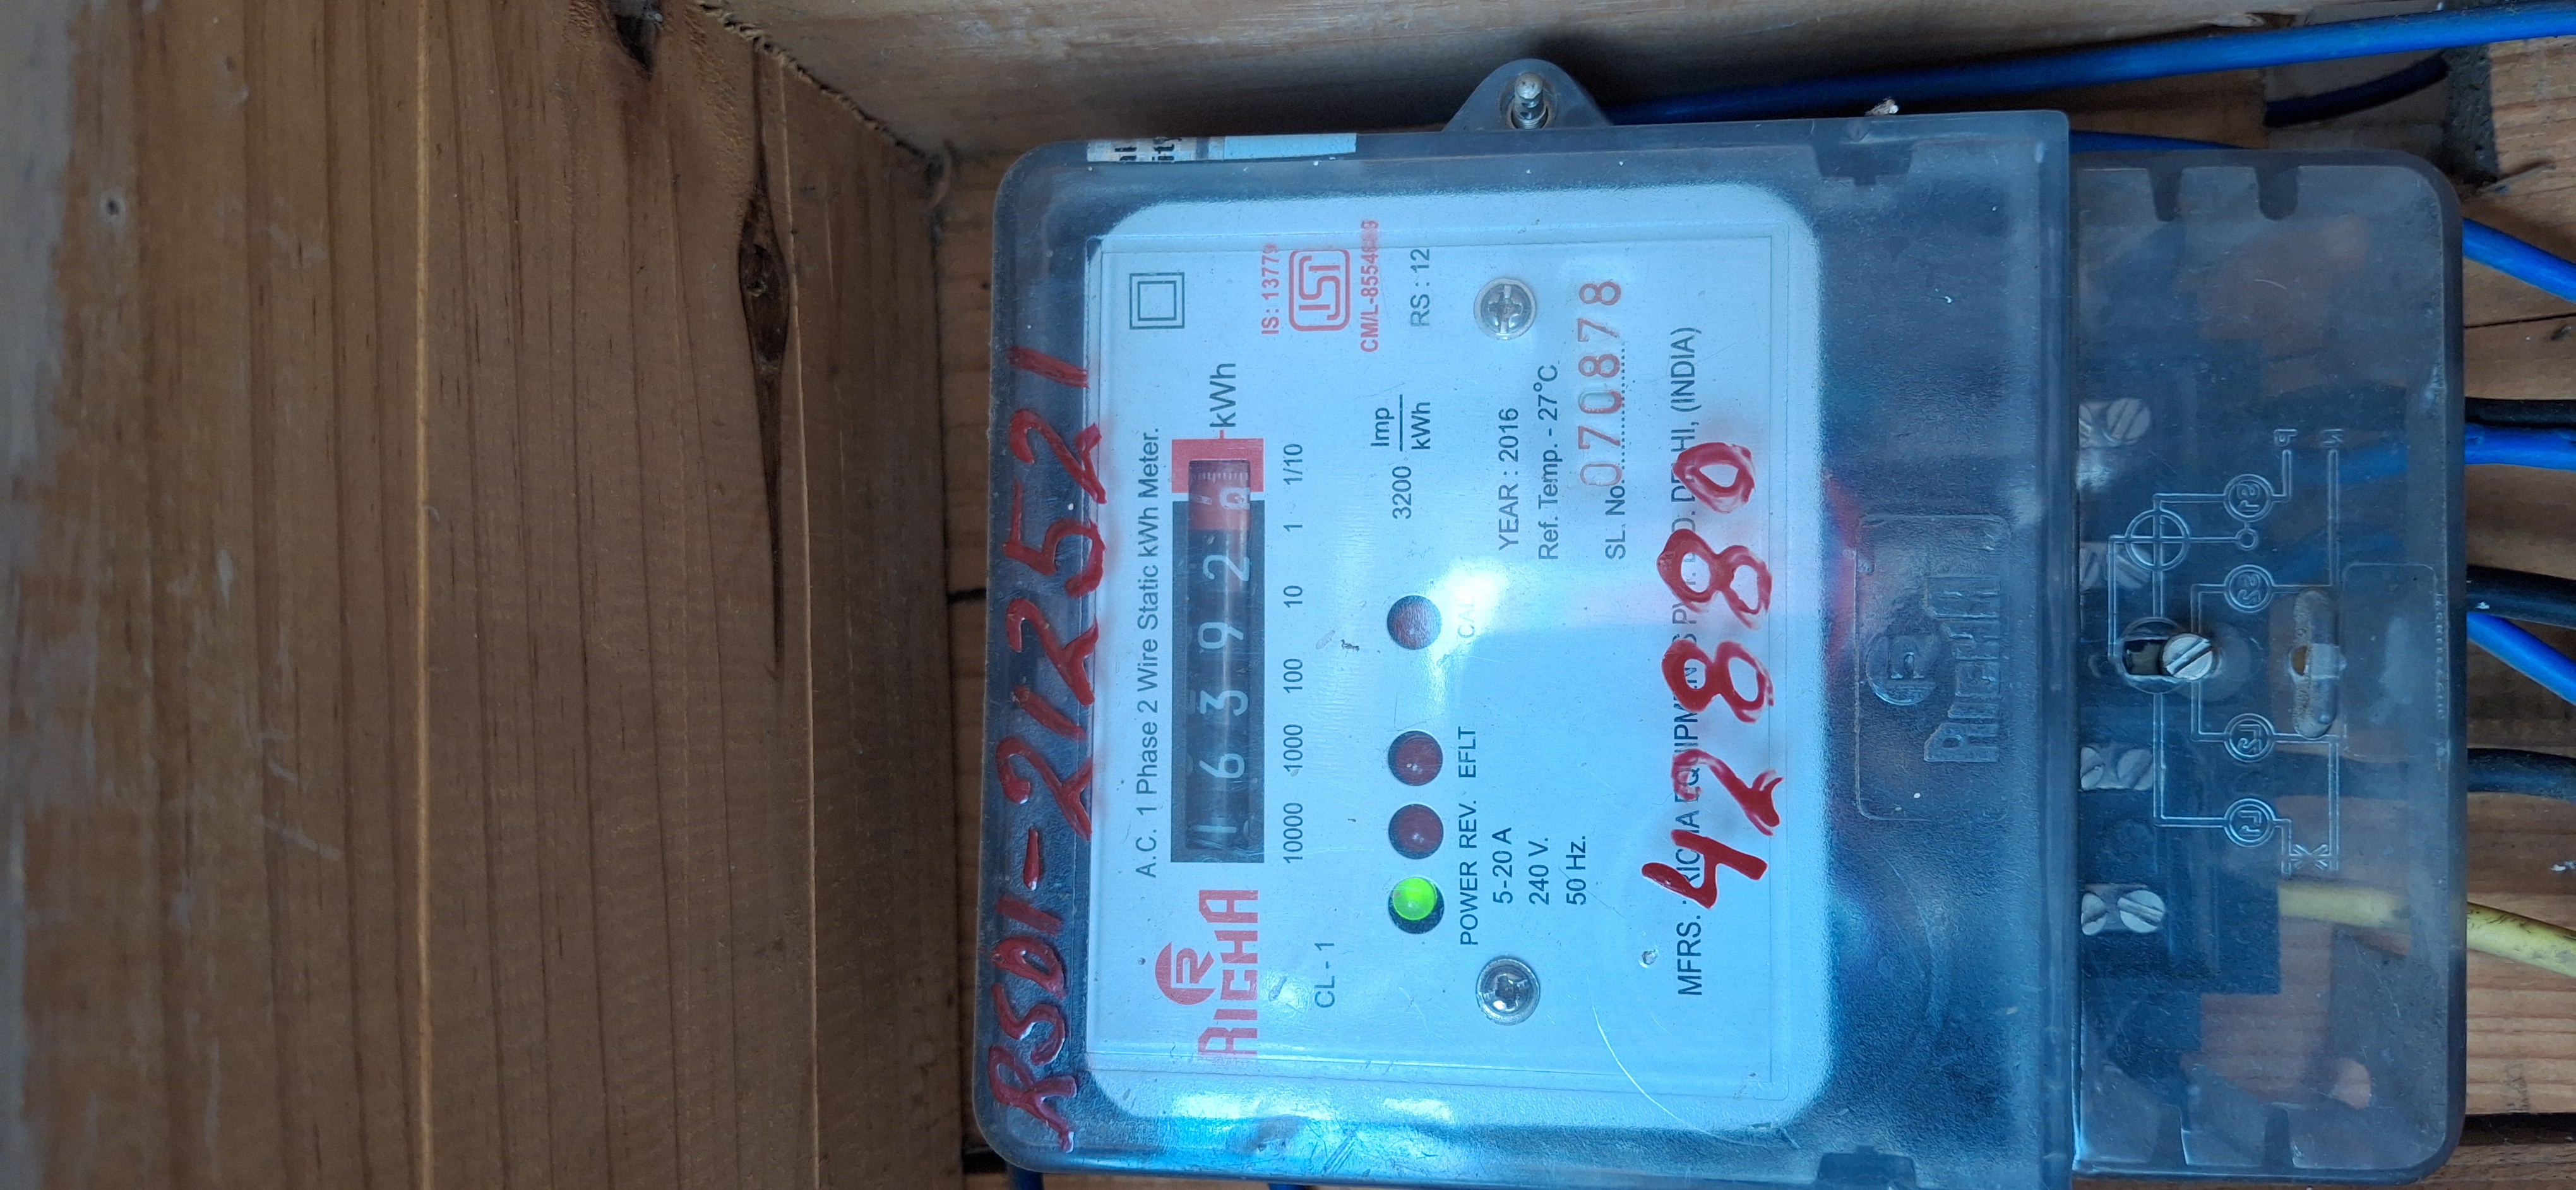 RSD1-212521
A.C. 1 Phase 2 Wire Static kWh Meter.
RICHA
1 6 3 9 2
kWh
10000 1000 100 10 1 1/10
IS: 13779
CL-1
3200 Imp/kWh
RS: 12
POWER REV. EFLT CAL
5-20 A
240 V.
50 Hz.
YEAR : 2016
Ref. Temp. - 27°C
SL. No. 070878
42880
RICHA